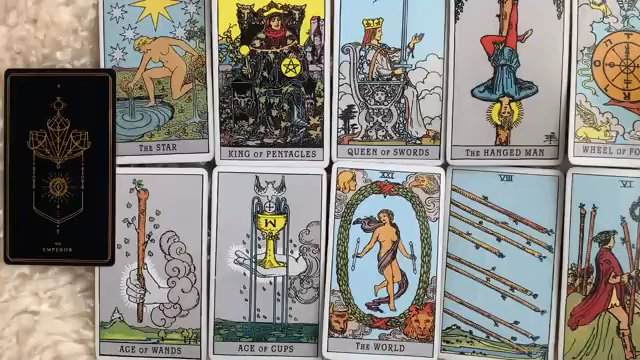 THE STAR
KING OF PENTACLES
QUEEN OF SWORDS
THE HANGED MAN
WHEEL OF FO
THE
EMPEROR
XXI
VIII
VI
ACE OF WANDS
ACE OF CUPS
THE WORLD